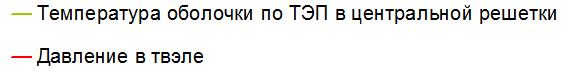 Температура оболочки по ТЭП в центральной решетки
Давление в твэле